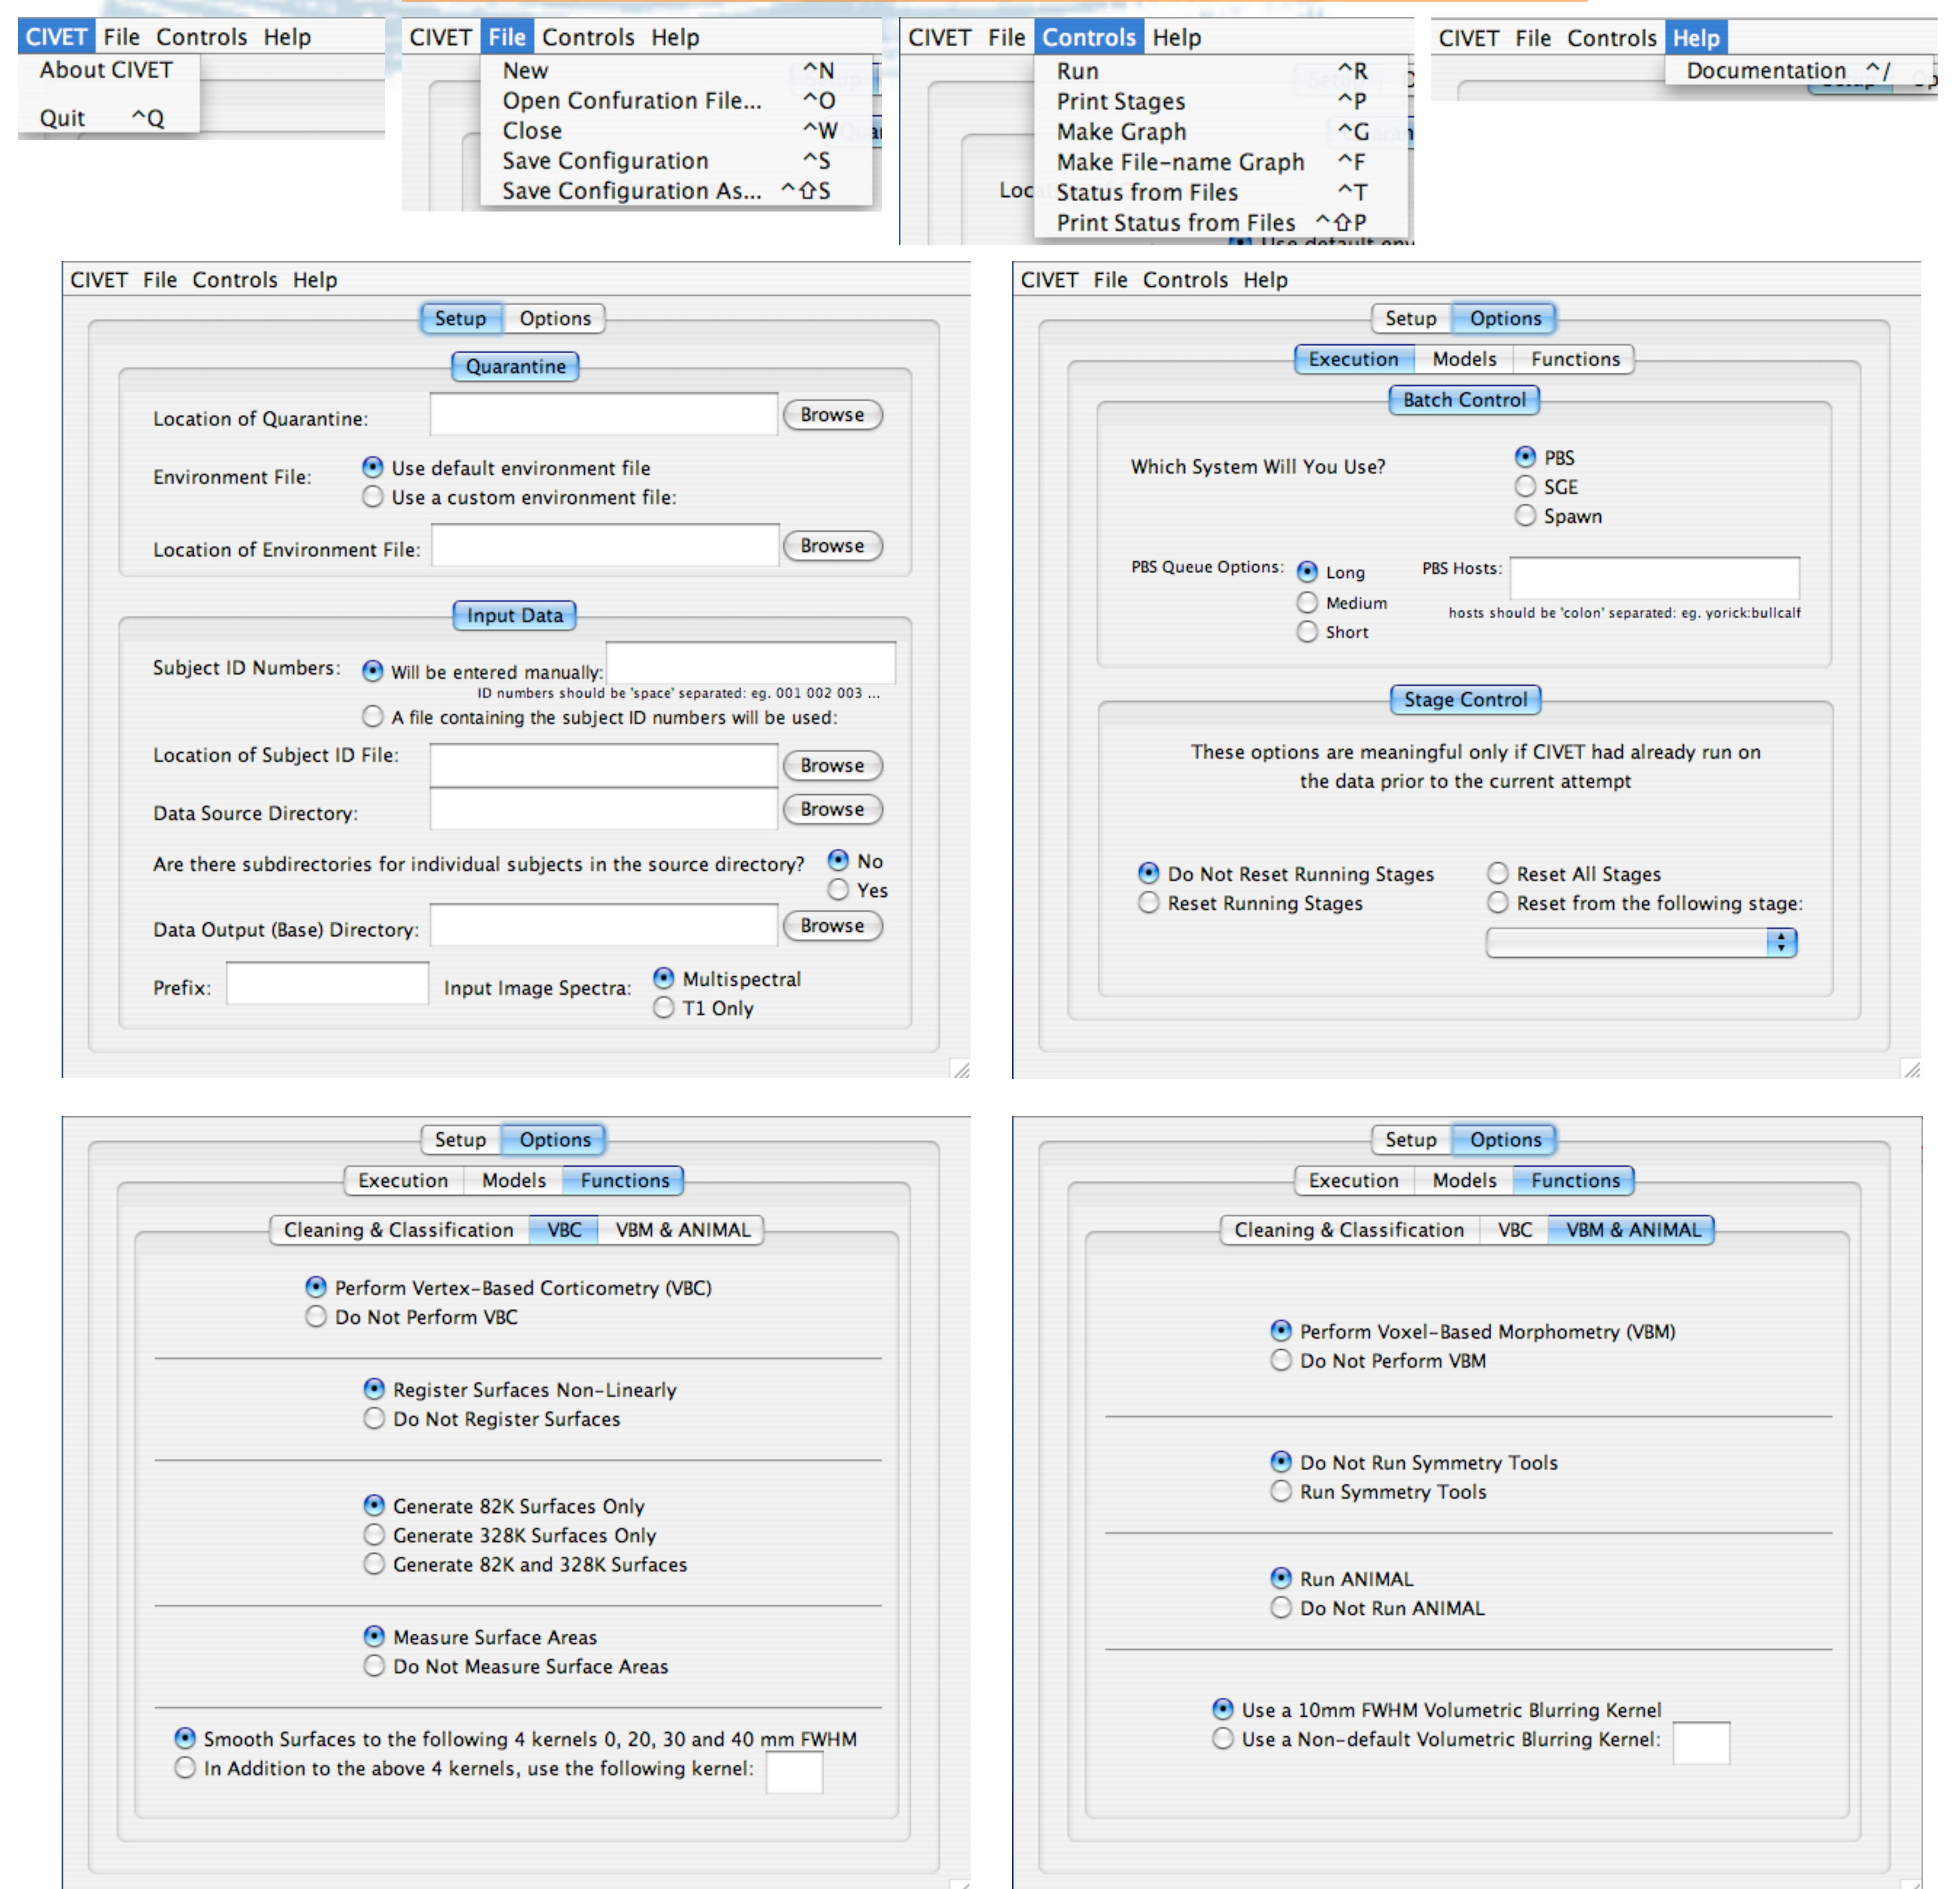 CIVET File Controls Help
About CIVET
Quit ^Q
CIVET File Controls Help
New ^N
Open Confuration File... ^O
Close ^W
Save Configuration ^S
Save Configuration As... ^⇧S
CIVET File Controls Help
Run ^R
Print Stages ^P
Make Graph ^G
Make File-name Graph ^F
Status from Files ^T
Print Status from Files ^⇧P
Use default env
CIVET File Controls Help
Documentation ^/
CIVET File Controls Help
Setup Options
Quarantine
Location of Quarantine: Browse
Environment File: Use default environment file
Use a custom environment file:
Location of Environment File: Browse
Input Data
Subject ID Numbers: Will be entered manually:
ID numbers should be 'space' separated: eg. 001 002 003 ...
A file containing the subject ID numbers will be used:
Location of Subject ID File: Browse
Data Source Directory: Browse
Are there subdirectories for individual subjects in the source directory? No
Yes
Data Output (Base) Directory: Browse
Prefix: Input Image Spectra: Multispectral
T1 Only
CIVET File Controls Help
Setup Options
Execution Models Functions
Batch Control
Which System Will You Use? PBS
SGE
Spawn
PBS Queue Options: Long PBS Hosts:
Medium
hosts should be 'colon' separated: eg. yorick:bullcalf
Short
Stage Control
These options are meaningful only if CIVET had already run on
the data prior to the current attempt
Do Not Reset Running Stages Reset All Stages
Reset Running Stages Reset from the following stage:
Setup Options
Execution Models Functions
Cleaning & Classification VBC VBM & ANIMAL
Perform Vertex-Based Corticometry (VBC)
Do Not Perform VBC
Register Surfaces Non-Linearly
Do Not Register Surfaces
Generate 82K Surfaces Only
Generate 328K Surfaces Only
Generate 82K and 328K Surfaces
Measure Surface Areas
Do Not Measure Surface Areas
Smooth Surfaces to the following 4 kernels 0, 20, 30 and 40 mm FWHM
In Addition to the above 4 kernels, use the following kernel:
Setup Options
Execution Models Functions
Cleaning & Classification VBC VBM & ANIMAL
Perform Voxel-Based Morphometry (VBM)
Do Not Perform VBM
Do Not Run Symmetry Tools
Run Symmetry Tools
Run ANIMAL
Do Not Run ANIMAL
Use a 10mm FWHM Volumetric Blurring Kernel
Use a Non-default Volumetric Blurring Kernel: